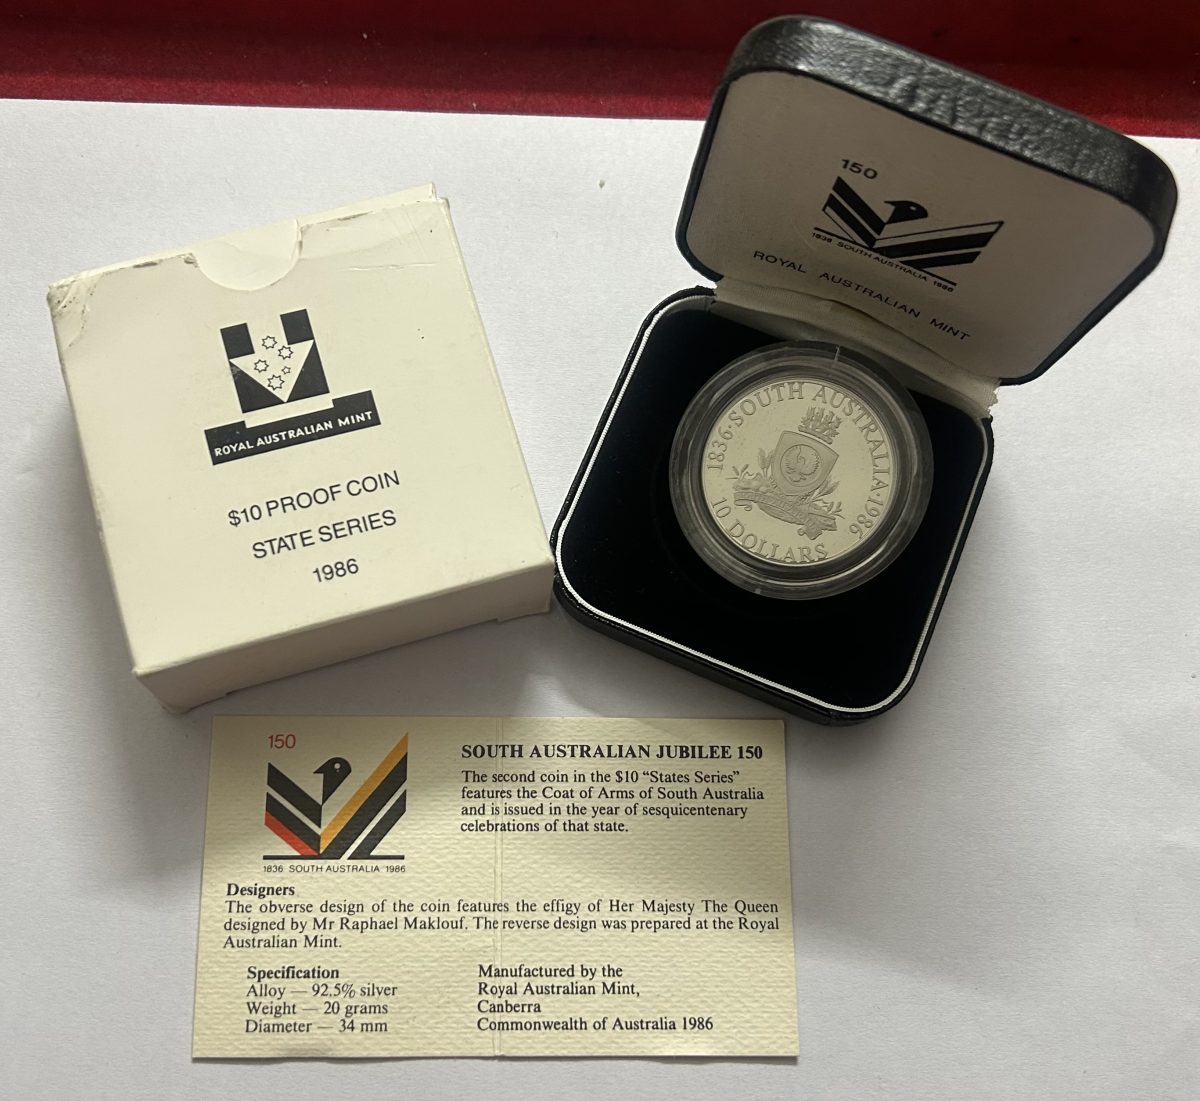 ROYAL AUSTRALIAN MINT
$10 PROOF COIN
STATE SERIES
1986
150
1836 SOUTH AUSTRALIA 1986
ROYAL AUSTRALIAN MINT
1836·SOUTH AUSTRALIA·1986
10 DOLLARS
150
1836 SOUTH AUSTRALIA 1986
SOUTH AUSTRALIAN JUBILEE 150
The second coin in the $10 “States Series”
features the Coat of Arms of South Australia
and is issued in the year of sesquicentenary
celebrations of that state.
Designers
The obverse design of the coin features the effigy of Her Majesty The Queen
designed by Mr Raphael Maklouf. The reverse design was prepared at the Royal
Australian Mint.
Specification
Alloy — 92.5% silver
Weight — 20 grams
Diameter — 34 mm
Manufactured by the
Royal Australian Mint,
Canberra
Commonwealth of Australia 1986